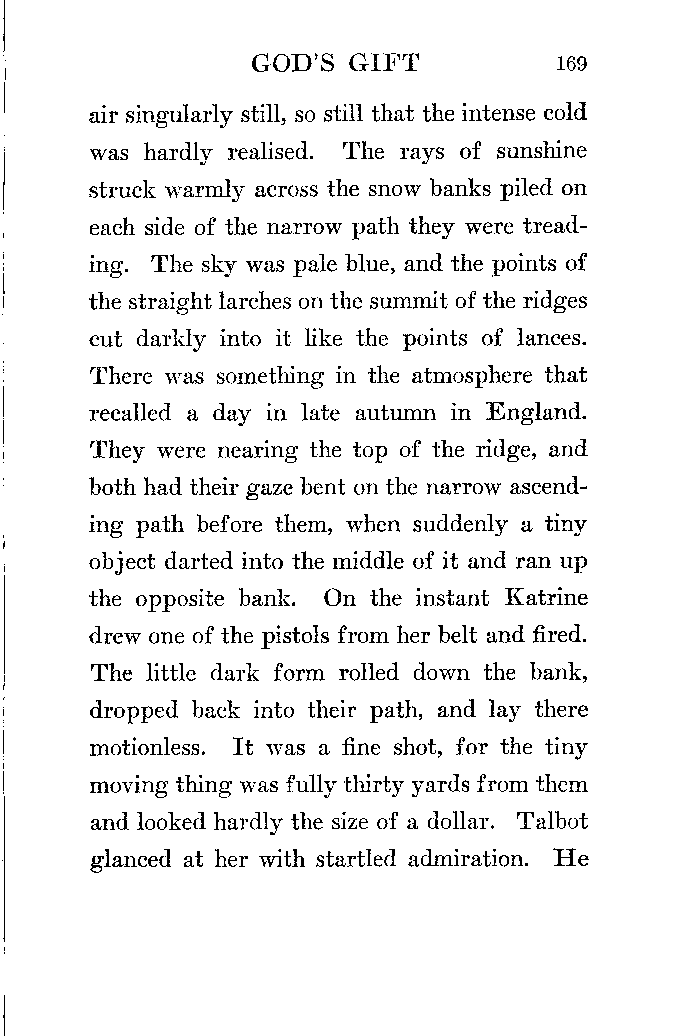 GOD'S GIFT 169
air singularly still, so still that the intense cold
was hardly realised. The rays of sunshine
struck warmly across the snow banks piled on
each side of the narrow path they were tread-
ing. The sky was pale blue, and the points of
the straight larches on the summit of the ridges
cut darkly into it like the points of lances.
There was something in the atmosphere that
recalled a day in late autumn in England.
They were nearing the top of the ridge, and
both had their gaze bent on the narrow ascend-
ing path before them, when suddenly a tiny
object darted into the middle of it and ran up
the opposite bank. On the instant Katrine
drew one of the pistols from her belt and fired.
The little dark form rolled down the bank,
dropped back into their path, and lay there
motionless. It was a fine shot, for the tiny
moving thing was fully thirty yards from them
and looked hardly the size of a dollar. Talbot
glanced at her with startled admiration. He